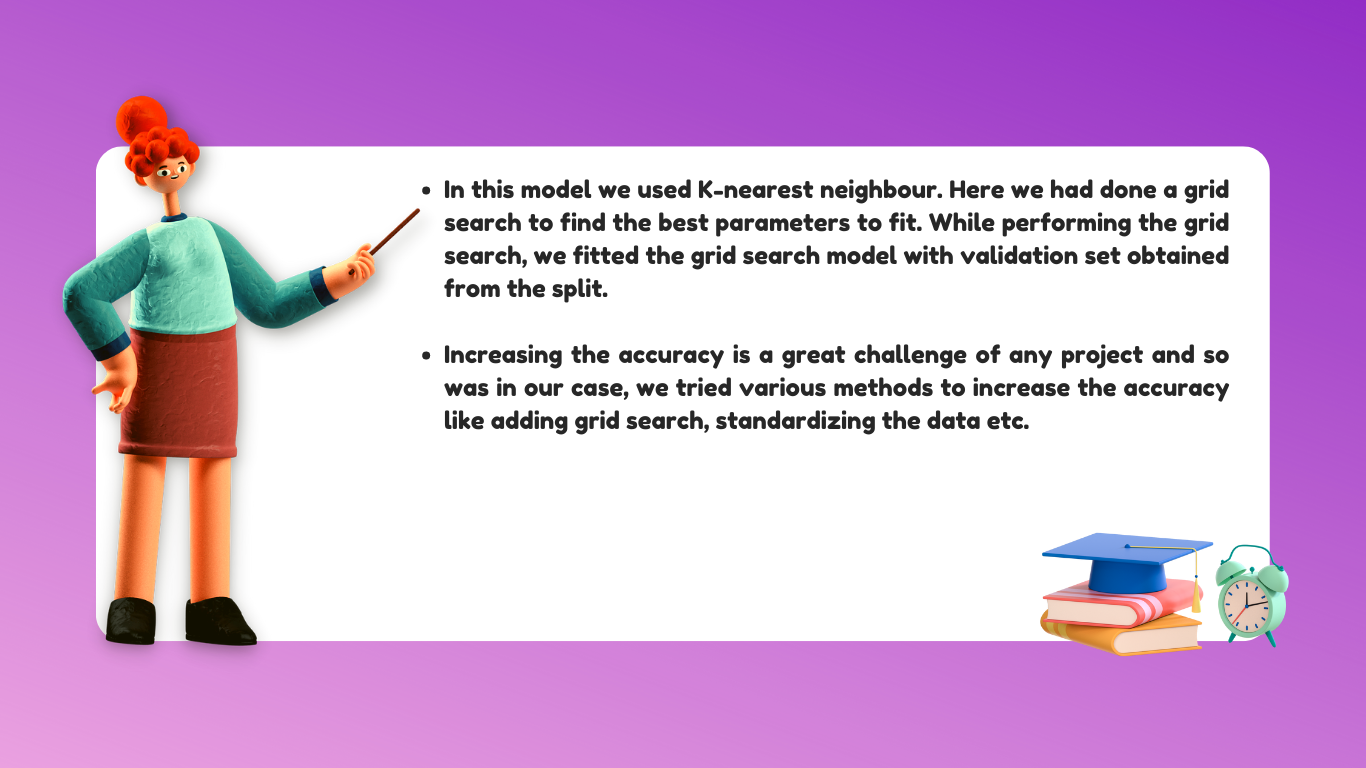 • In this model we used K-nearest neighbour. Here we had done a grid
search to find the best parameters to fit. While performing the grid
search, we fitted the grid search model with validation set obtained
from the split.
• Increasing the accuracy is a great challenge of any project and so
was in our case, we tried various methods to increase the accuracy
like adding grid search, standardizing the data etc.